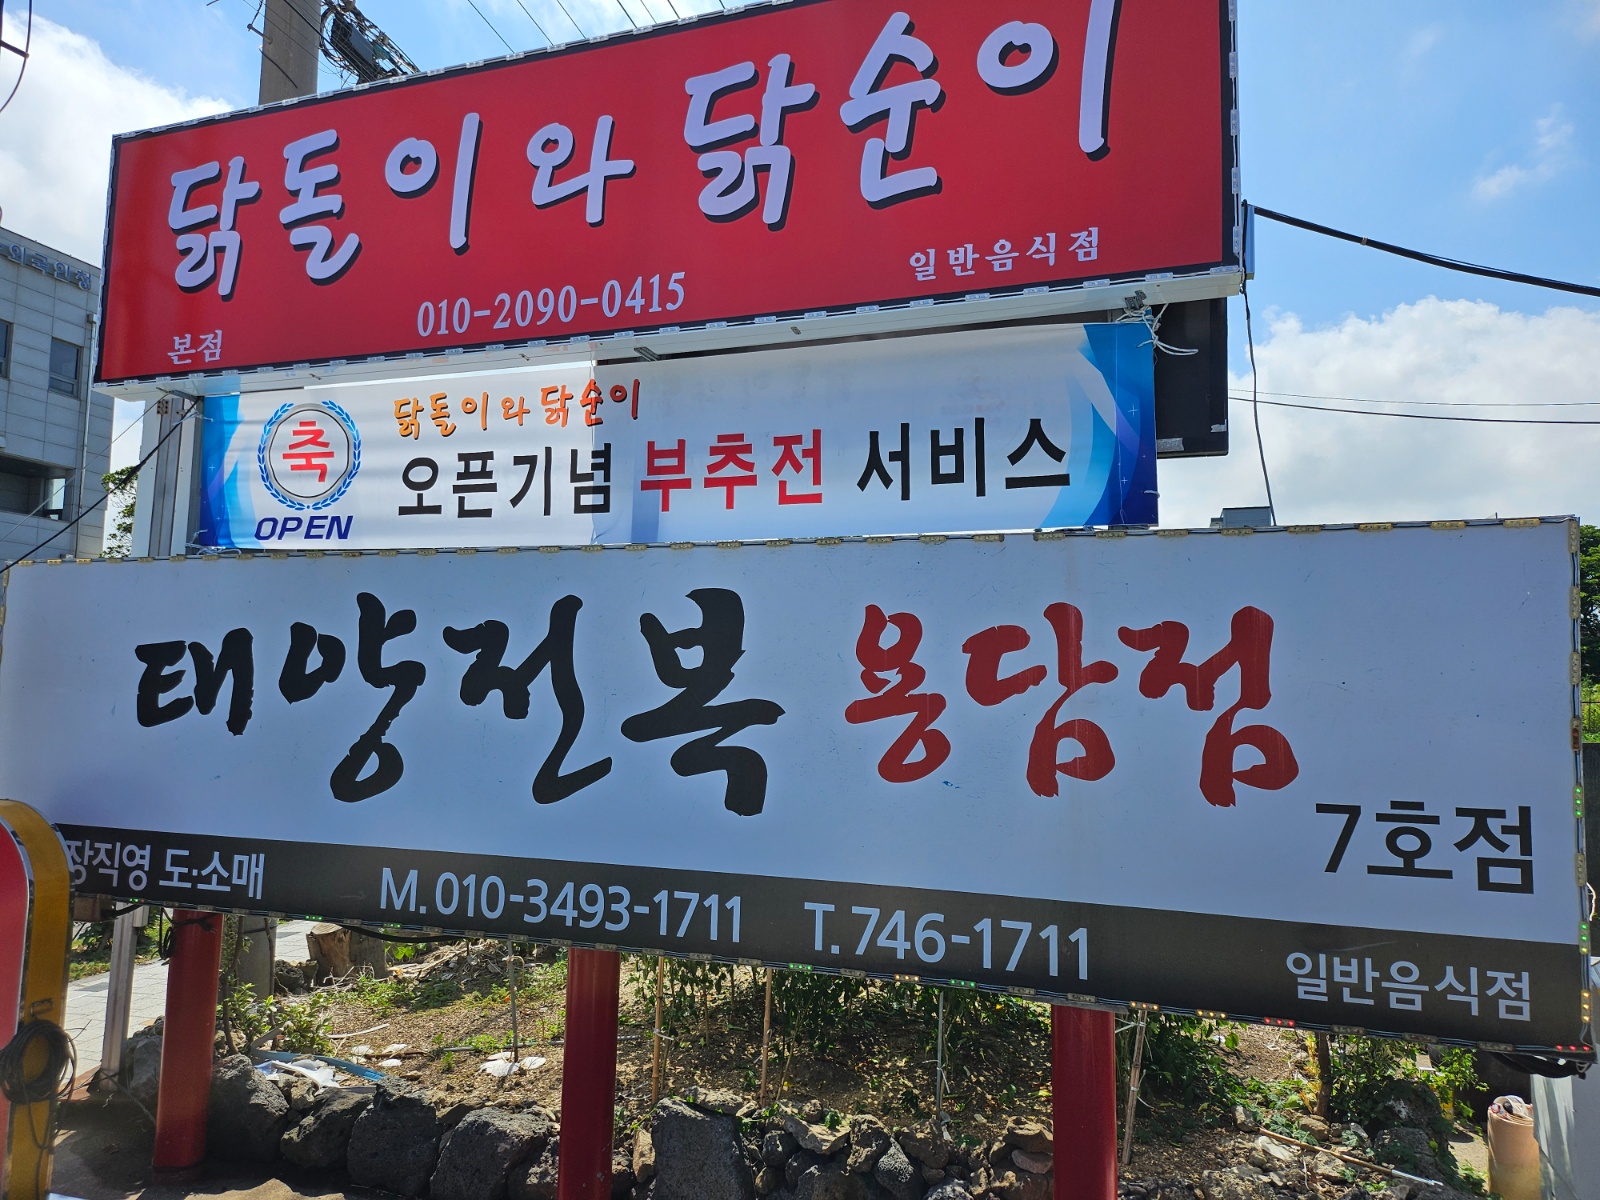 닭돌이와 닭순이
일반음식점
010-2090-0415
본점
닭돌이와 닭순이
축
OPEN
오픈기념 부추전 서비스
태양전복 용담점
7호점
장직영 도·소매
M. 010-3493-1711 T. 746-1711
일반음식점